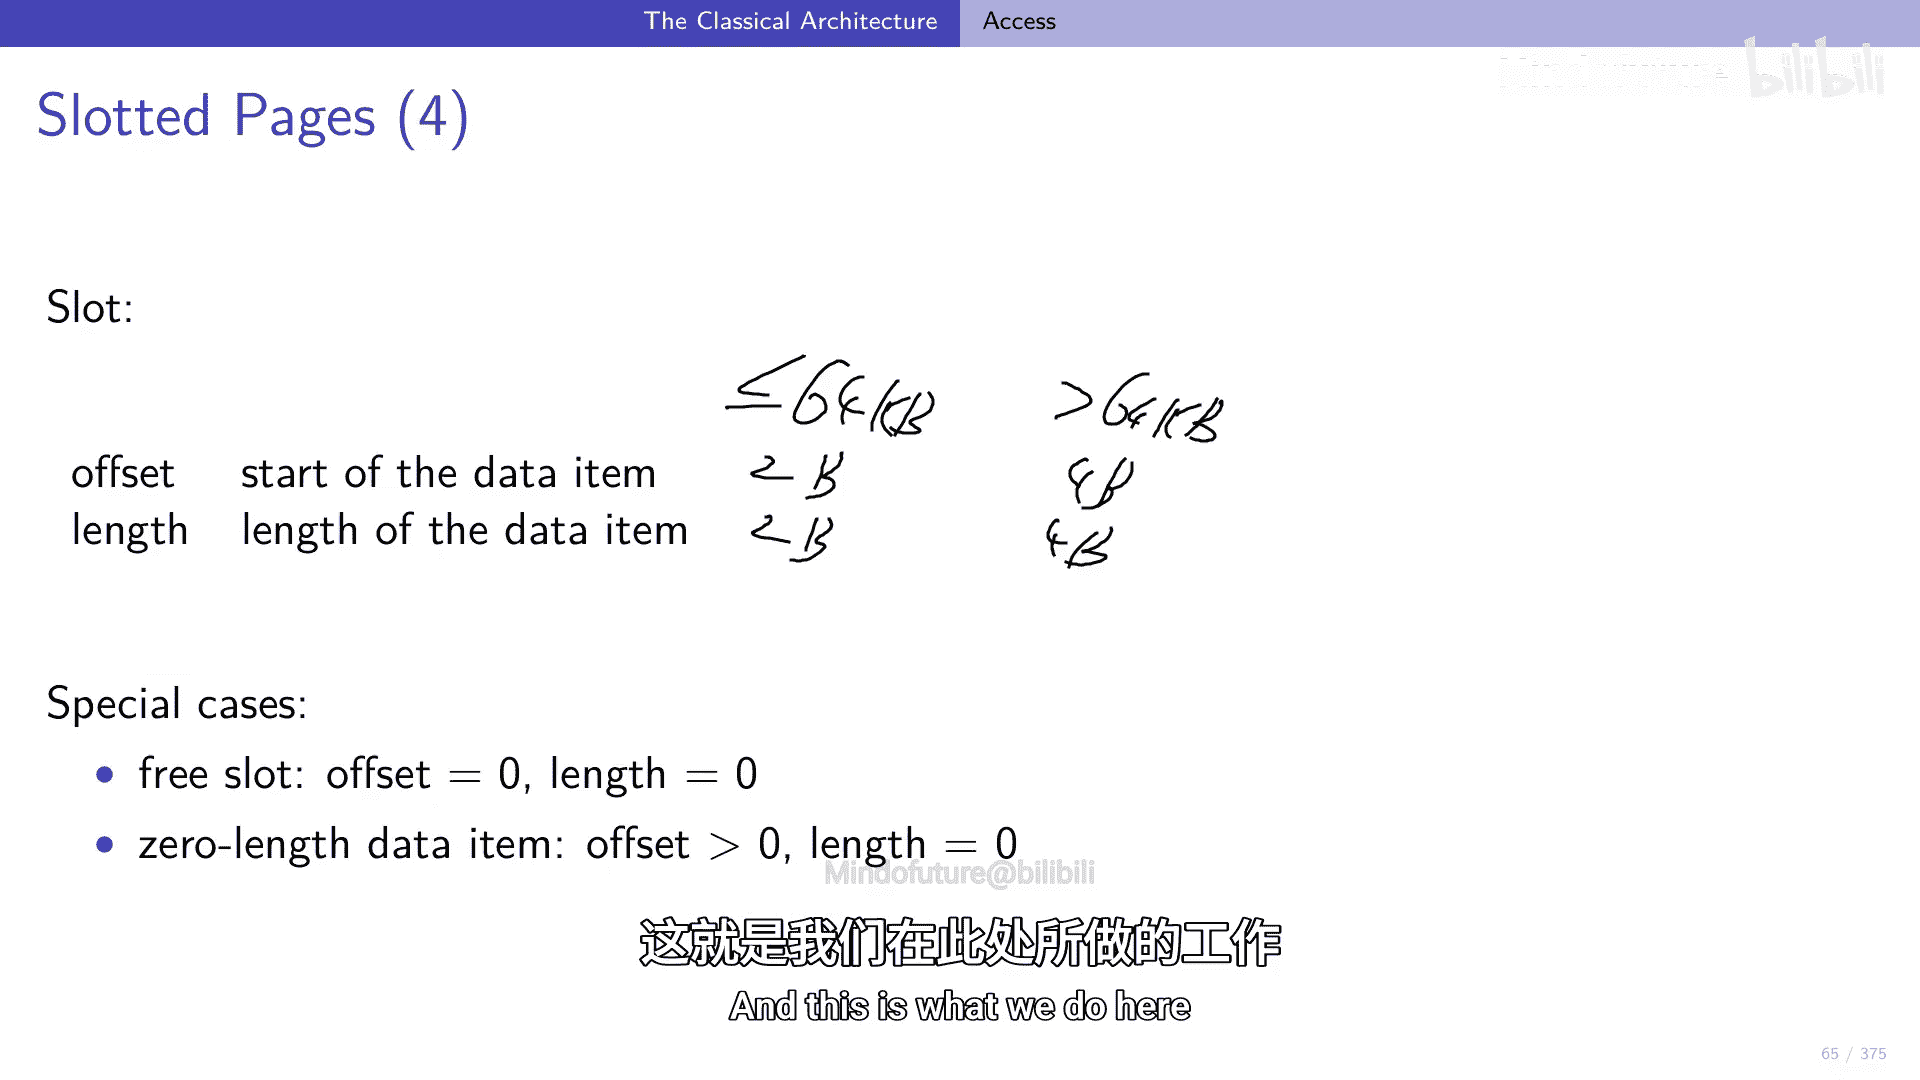 The Classical Architecture Access
bilibili
Slotted Pages (4)
Slot:
≤64KB >64KB
offset start of the data item 2B 4B
length length of the data item 2B 4B
Special cases:
• free slot: offset = 0, length = 0
• zero-length data item: offset > 0, length = 0
Mindofuture@bilibili
这就是我们在此处所做的工作
And this is what we do here
65 / 375